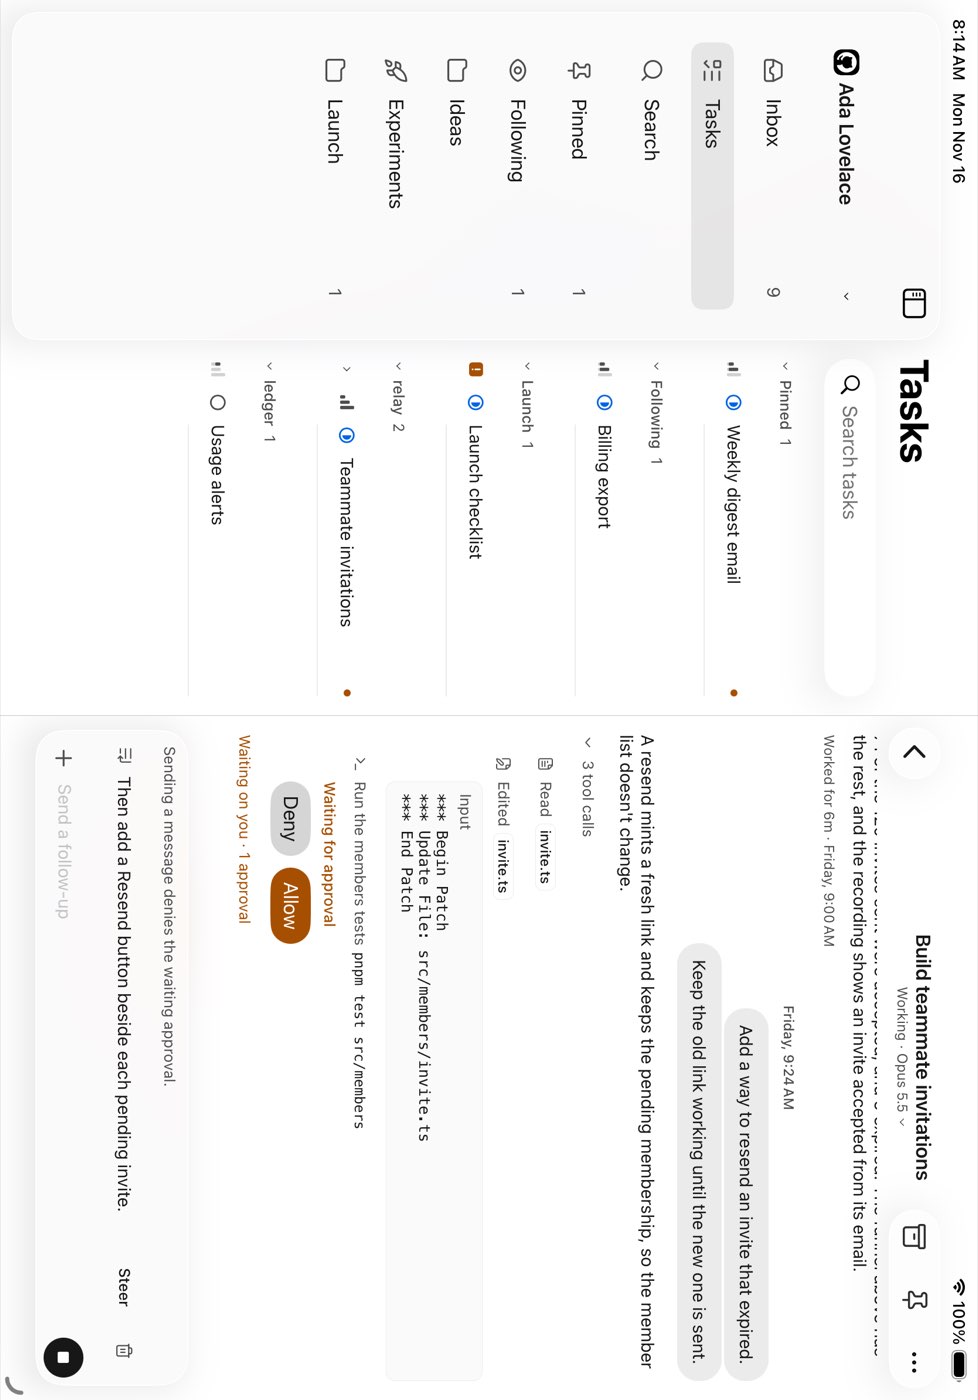 8:14 AM Mon Nov 16
100%
Ada Lovelace
Inbox 9
Tasks
Search
Pinned 1
Following 1
Ideas
Experiments
Launch 1
Tasks
Search tasks
Pinned 1
Weekly digest email
Following 1
Billing export
Launch 1
Launch checklist
relay 2
Teammate invitations
ledger 1
Usage alerts
Build teammate invitations
Working · Opus 5.5
the rest, and the recording shows an invite accepted from its email.
Worked for 6m · Friday, 9:00 AM
Friday, 9:24 AM
Add a way to resend an invite that expired.
Keep the old link working until the new one is sent.
A resend mints a fresh link and keeps the pending membership, so the member
list doesn't change.
3 tool calls
Read invite.ts
Edited invite.ts
Input
*** Begin Patch
*** Update File: src/members/invite.ts
*** End Patch
Run the members tests pnpm test src/members
Waiting for approval
Deny Allow
Waiting on you · 1 approval
Sending a message denies the waiting approval.
Then add a Resend button beside each pending invite. Steer
Send a follow-up